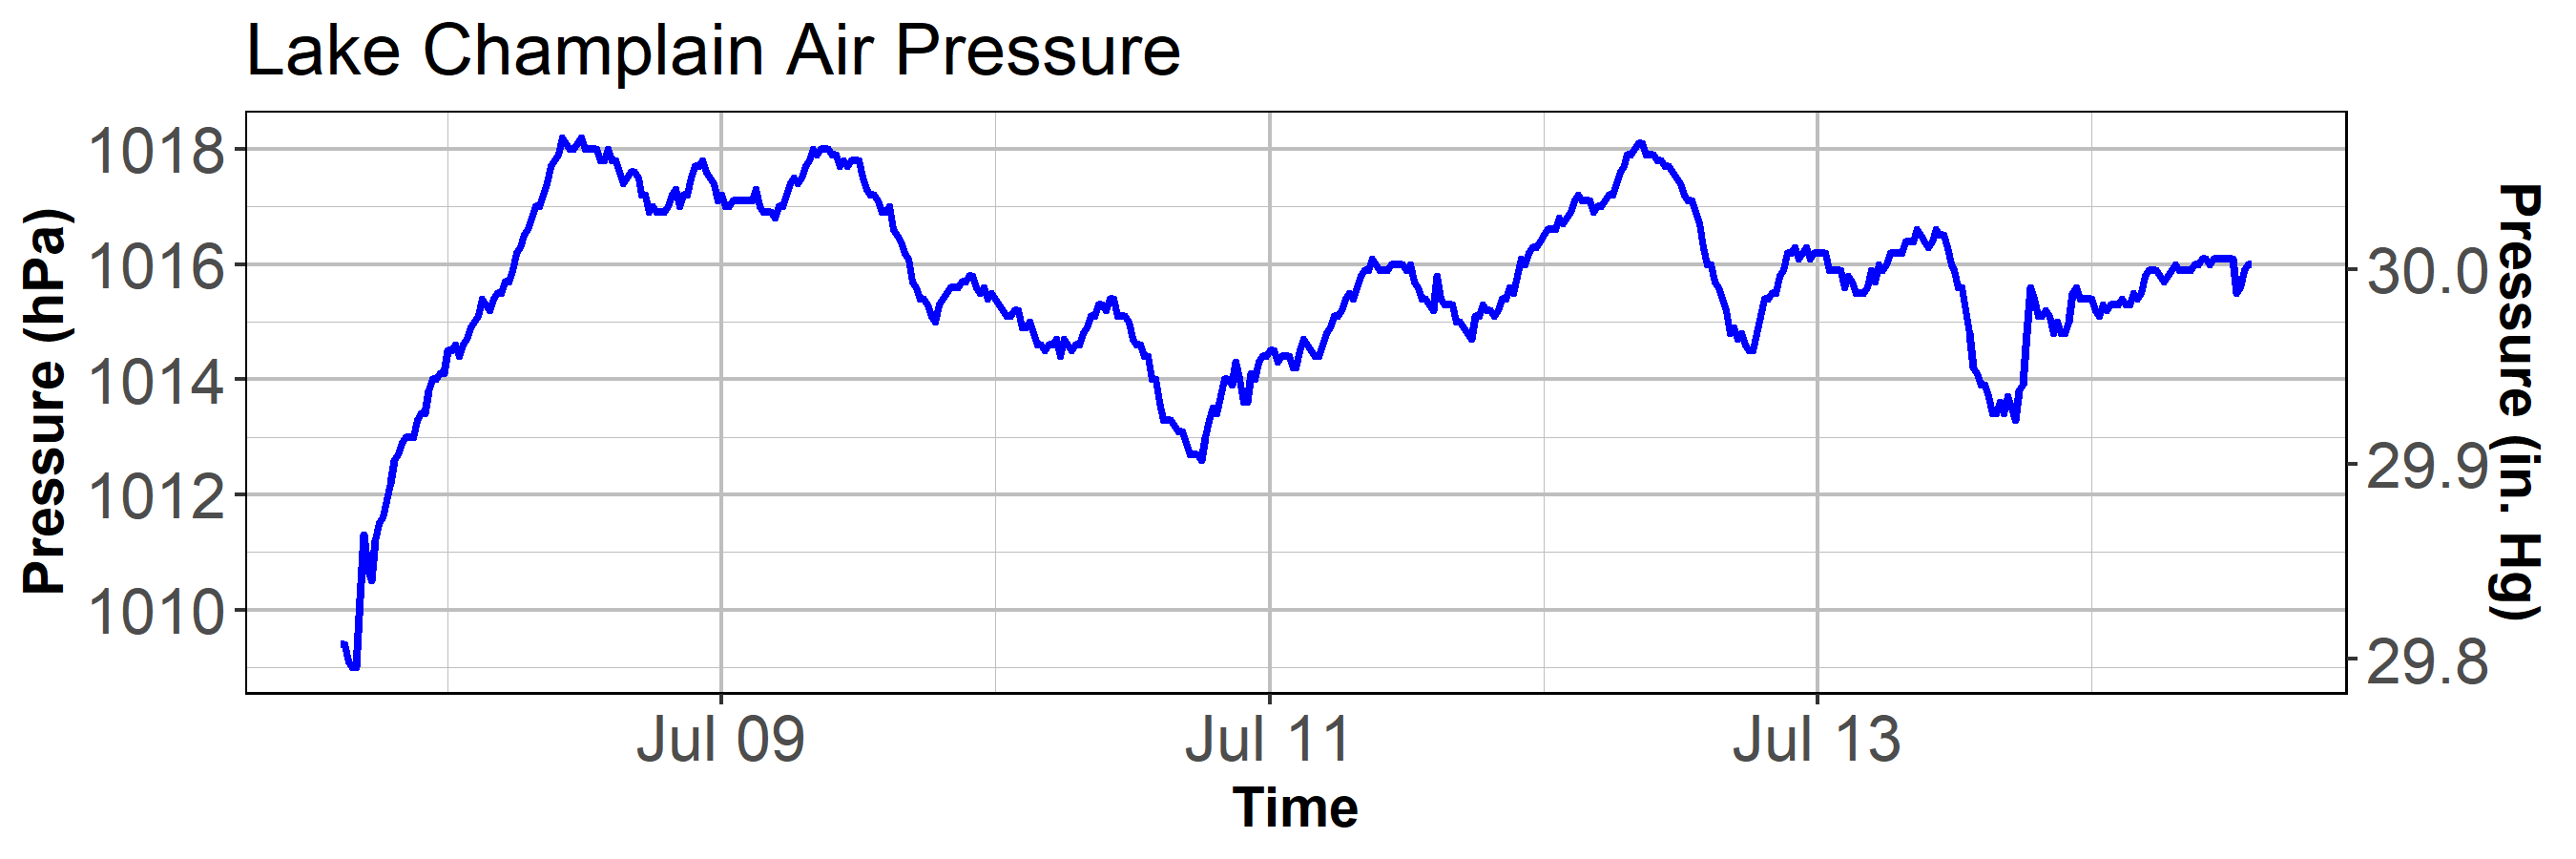 Lake Champlain Air Pressure
Pressure (hPa)
1018
1016
1014
1012
1010
30.0
29.9
29.8
Pressure (in. Hg)
Jul 09 Jul 11 Jul 13
Time